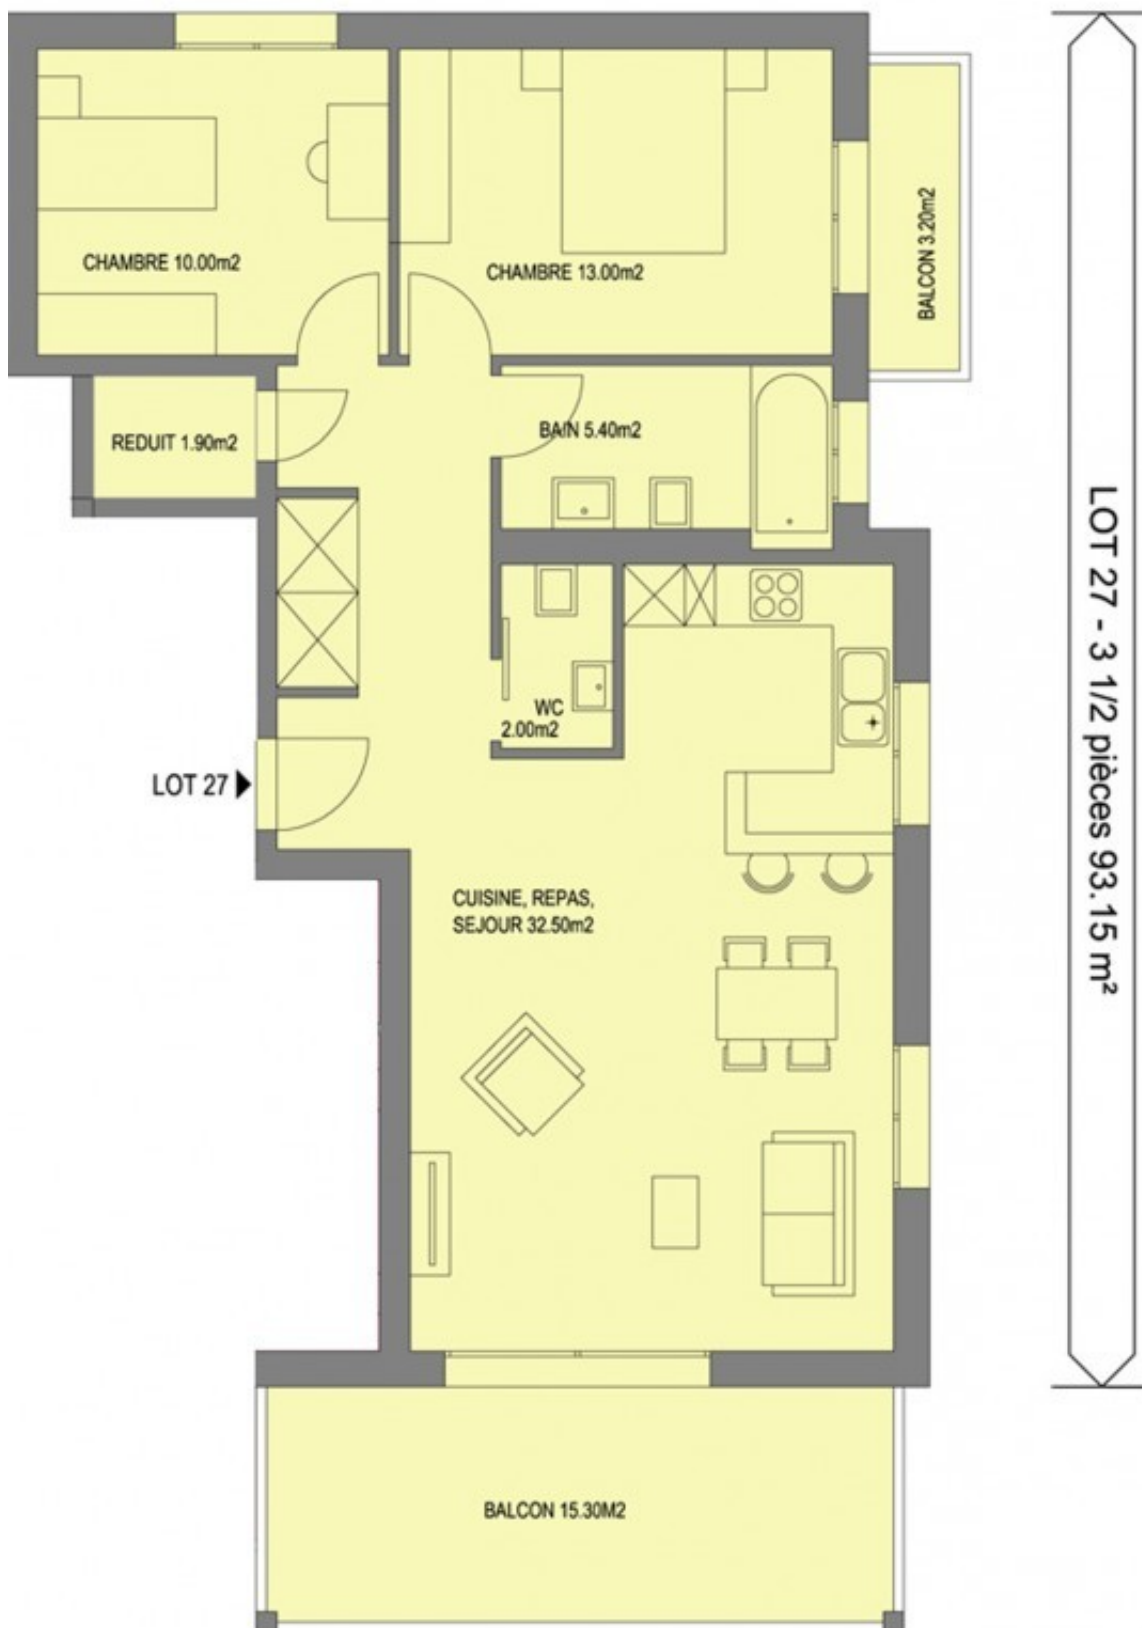 CHAMBRE 10.00m2
CHAMBRE 13.00m2
BALCON 3.20m2
REDUIT 1.90m2
BAIN 5.40m2
WC
2.00m2
LOT 27
CUISINE, REPAS,
SEJOUR 32.50m2
BALCON 15.30M2
LOT 27 - 3 1/2 pièces 93.15 m²